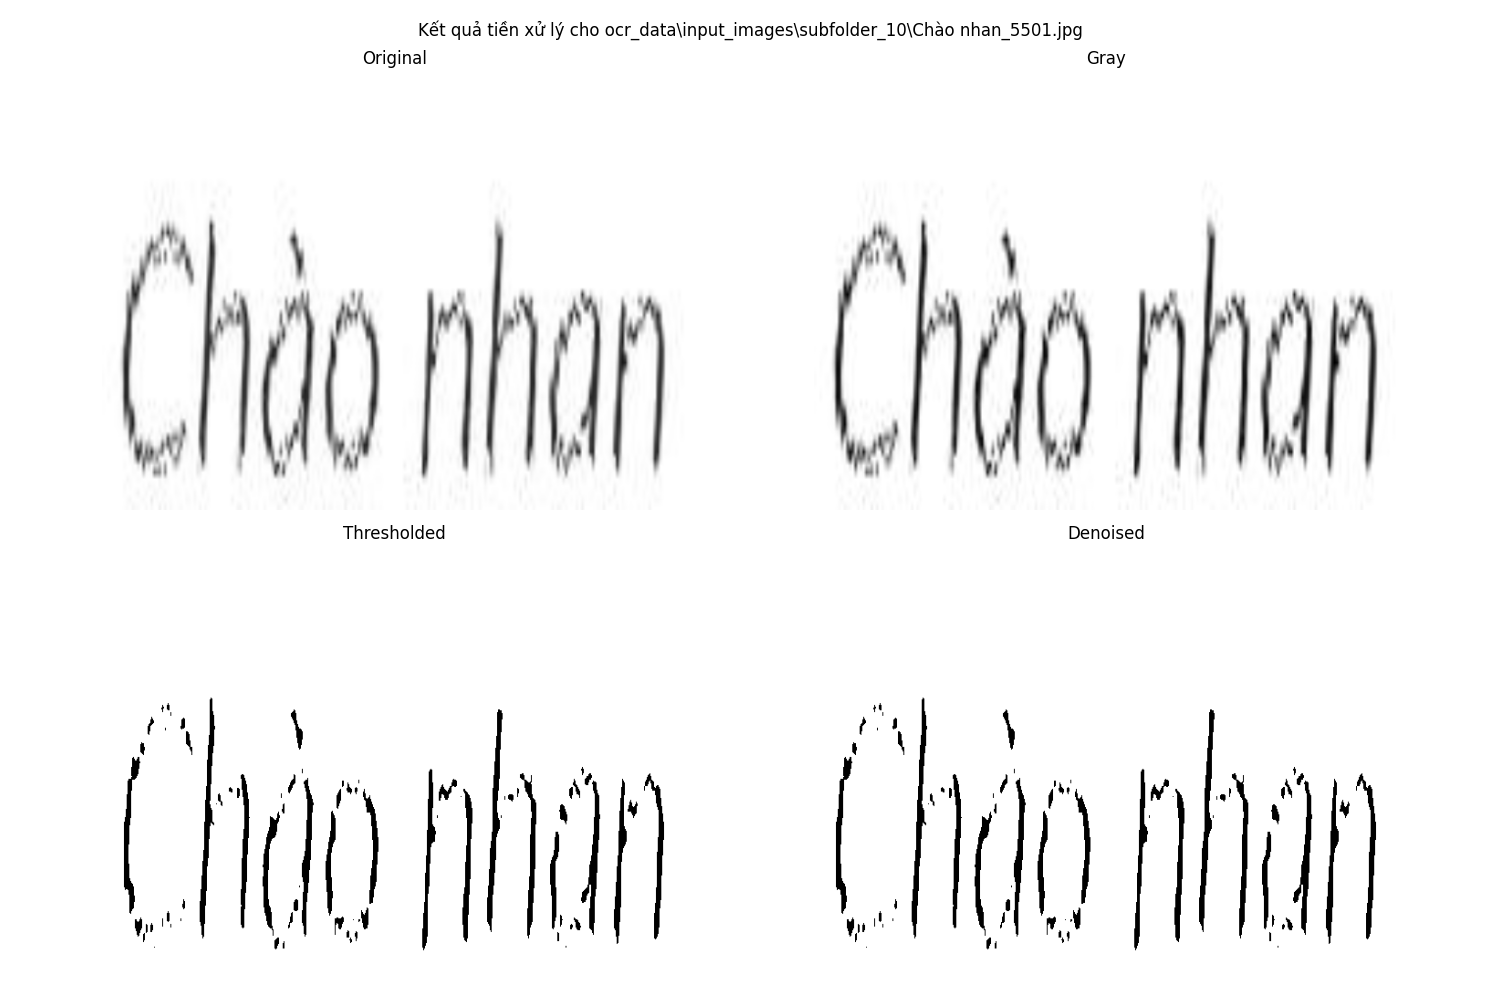 Kết quả tiền xử lý cho ocr_data\input_images\subfolder_10\Chào nhan_5501.jpg
Original
Gray
Chào nhan
Chào nhan
Thresholded
Denoised
Chào nhan
Chào nhan